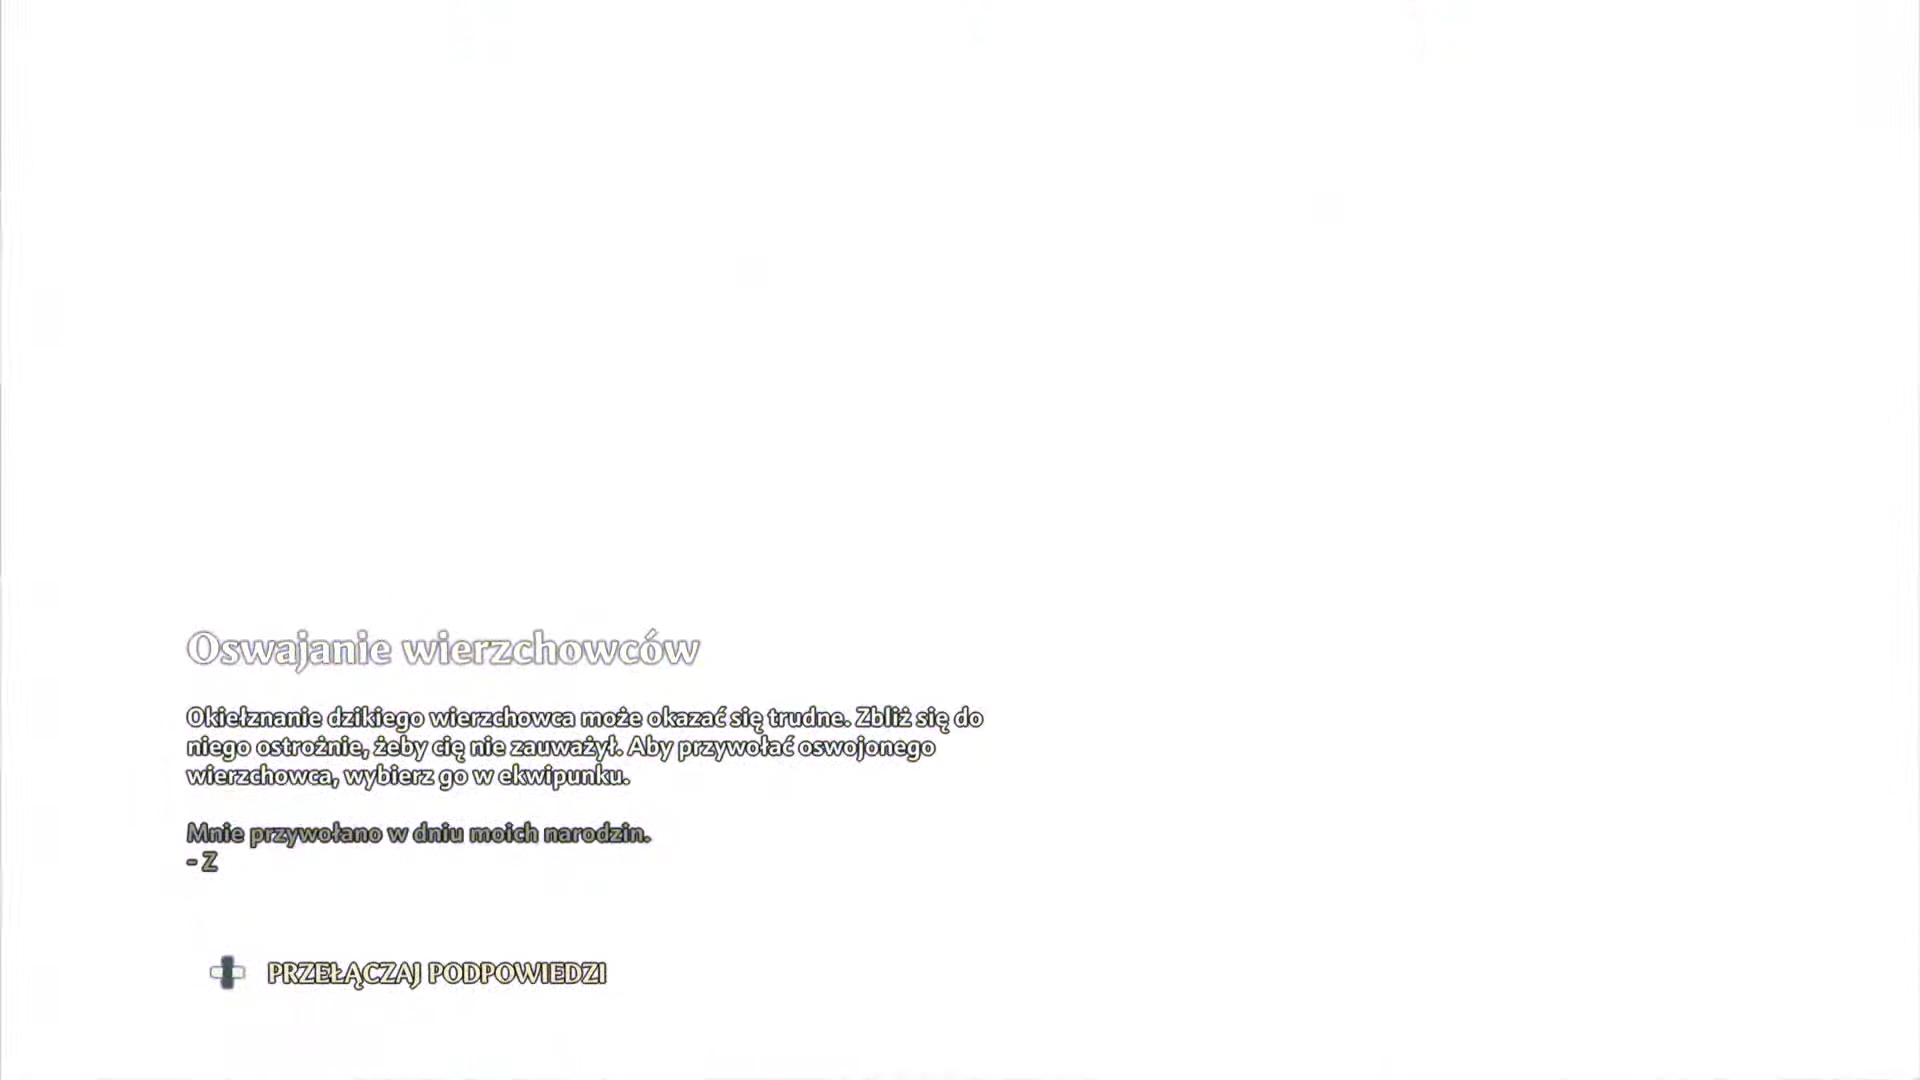 Oswajanie wierzchowców
Okiełznanie dzikiego wierzchowca może okazać się trudne. Zbliż się do
niego ostrożnie, żeby cię nie zauważył. Aby przywołać oswojonego
wierzchowca, wybierz go w ekwipunku.
Mnie przywołano w dniu moich narodzin.
- Z
PRZEŁĄCZAJ PODPOWIEDZI